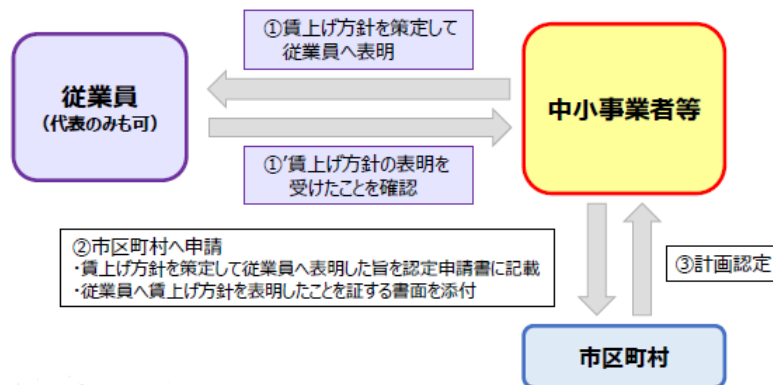 ①賃上げ方針を策定して
従業員へ表明
従業員
（代表のみも可）
中小事業者等
①’賃上げ方針の表明を
受けたことを確認
②市区町村へ申請
・賃上げ方針を策定して従業員へ表明した旨を認定申請書に記載
・従業員へ賃上げ方針を表明したことを証する書面を添付
③計画認定
市区町村